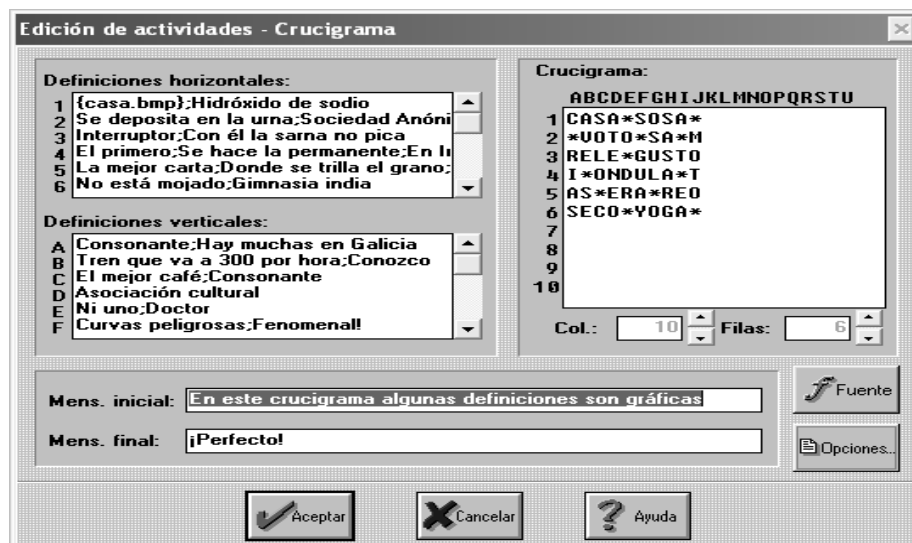 Edición de actividades - Crucigrama
Definiciones horizontales:
1 {casa.bmp};Hidróxido de sodio
2 Se deposita en la urna;Sociedad Anóni
3 Interruptor;Con él la sarna no pica
4 El primero;Se hace la permanente;En Ir
5 La mejor carta;Donde se trilla el grano;
6 No está mojado;Gimnasia india
Definiciones verticales:
A Consonante;Hay muchas en Galicia
B Tren que va a 300 por hora;Conozco
C El mejor café;Consonante
D Asociación cultural
E Ni uno;Doctor
F Curvas peligrosas;Fenomenal!
Crucigrama:
ABCDEFGHIJKLMNOPQRSTU
1 CASA*SOSA*
2 *VOTO*SA*M
3 RELE*GUSTO
4 I*ONDULA*T
5 AS*ERA*REO
6 SECO*YOGA*
7
8
9
10
Col.: 10 Filas: 6
Mens. inicial: En este crucigrama algunas definiciones son gráficas
Mens. final: ¡Perfecto!
Fuente
Opciones...
Aceptar
Cancelar
Ayuda